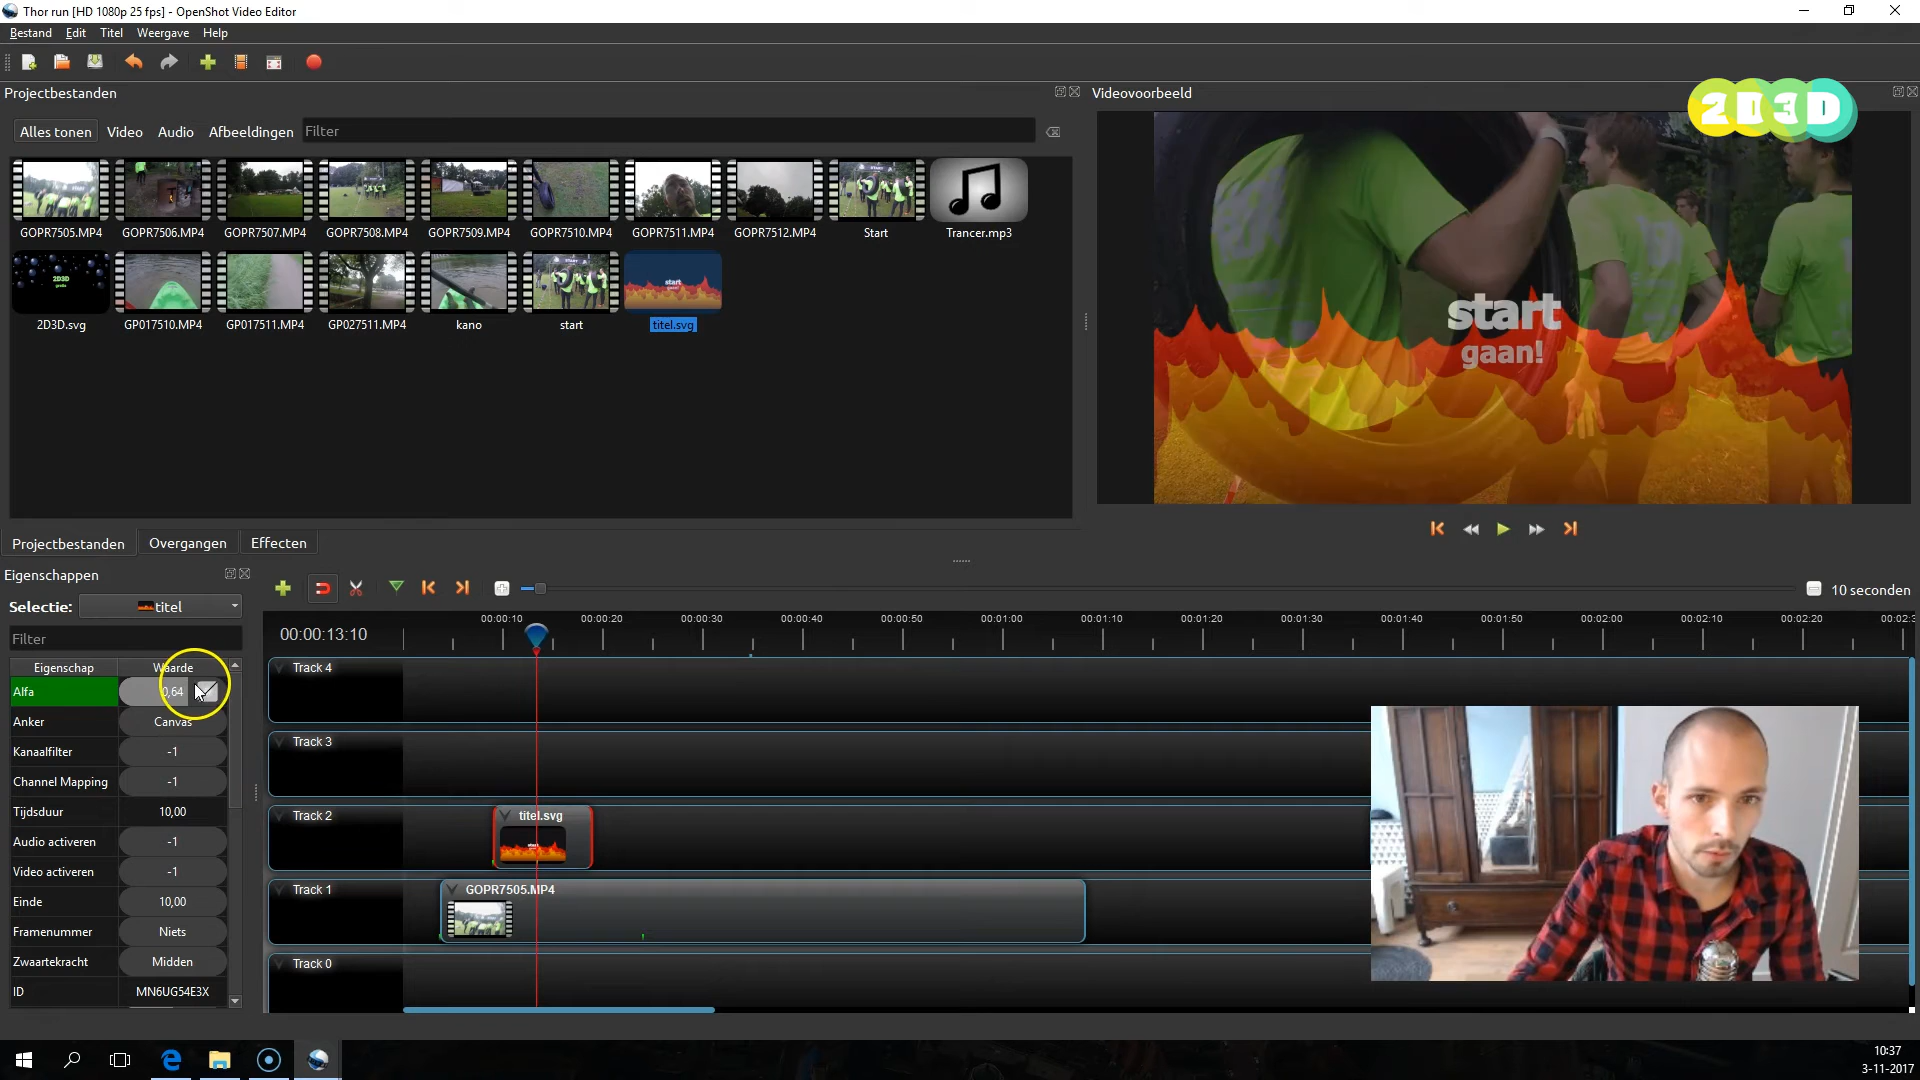 Thor run [HD 1080p 25 fps] - OpenShot Video Editor
Bestand Edit Titel Weergave Help
Projectbestanden
Videovoorbeeld
2D3D
Alles tonen Video Audio Afbeeldingen Filter
GOPR7505.MP4 GOPR7506.MP4 GOPR7507.MP4 GOPR7508.MP4 GOPR7509.MP4 GOPR7510.MP4 GOPR7511.MP4 GOPR7512.MP4 Start Trancer.mp3
2D3D.svg GP017510.MP4 GP017511.MP4 GP027511.MP4 kano start titel.svg
start
gaan!
Projectbestanden Overgangen Effecten
Eigenschappen
Selectie: titel
Filter
Eigenschap Waarde
Alfa 0,64
Anker Canvas
Kanaalfilter -1
Channel Mapping -1
Tijdsduur 10,00
Audio activeren -1
Video activeren -1
Einde 10,00
Framenummer Niets
Zwaartekracht Midden
ID MN6UG54E3X
10 seconden
00:00:13:10
00:00:10 00:00:20 00:00:30 00:00:40 00:00:50 00:01:00 00:01:10 00:01:20 00:01:30 00:01:40 00:01:50 00:02:00 00:02:10 00:02:20
Track 4
Track 3
Track 2
titel.svg
Track 1
GOPR7505.MP4
Track 0
10:37
3-11-2017